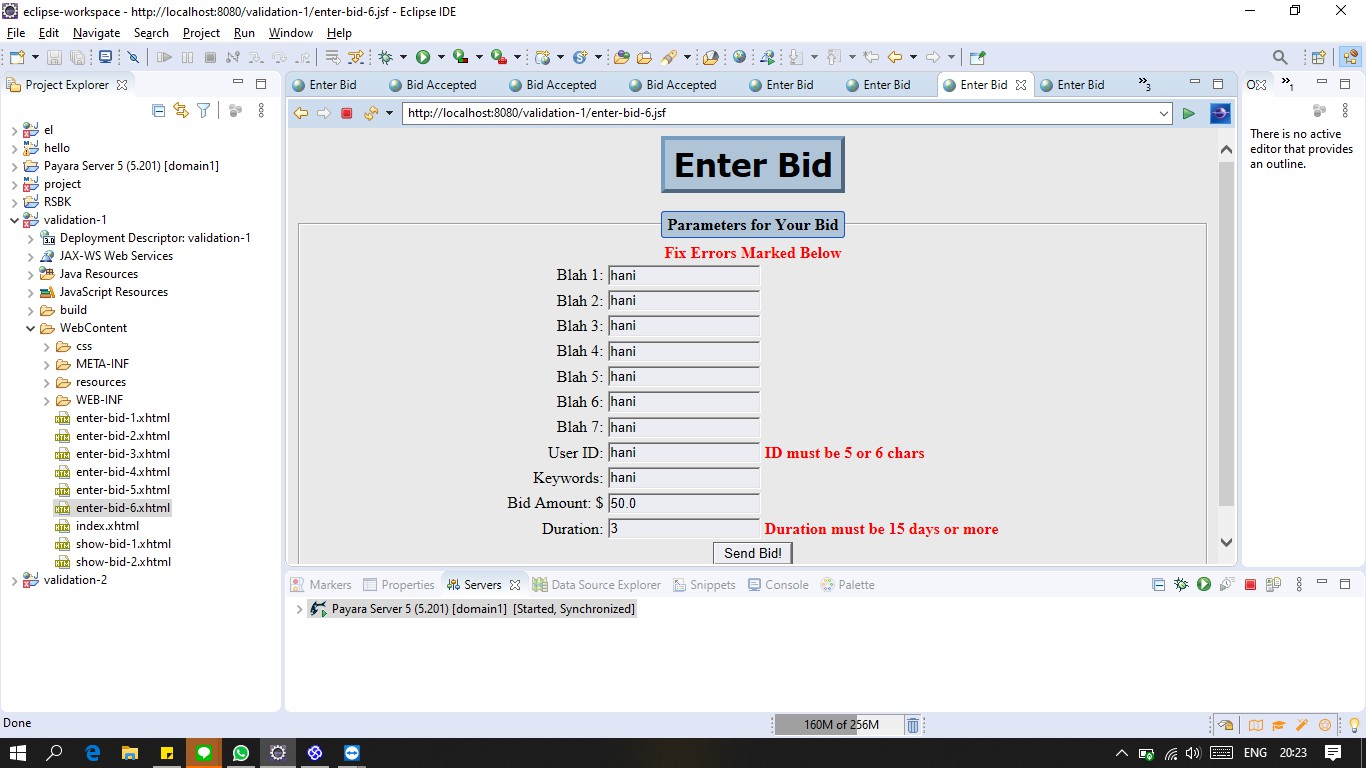 eclipse-workspace - http://localhost:8080/validation-1/enter-bid-6.jsf - Eclipse IDE
File Edit Navigate Search Project Run Window Help
Project Explorer
Enter Bid Bid Accepted Bid Accepted Bid Accepted Enter Bid Enter Bid Enter Bid Enter Bid 3
O 1
http://localhost:8080/validation-1/enter-bid-6.jsf
el
hello
Payara Server 5 (5.201) [domain1]
project
RSBK
validation-1
Deployment Descriptor: validation-1
JAX-WS Web Services
Java Resources
JavaScript Resources
build
WebContent
css
META-INF
resources
WEB-INF
enter-bid-1.xhtml
enter-bid-2.xhtml
enter-bid-3.xhtml
enter-bid-4.xhtml
enter-bid-5.xhtml
enter-bid-6.xhtml
index.xhtml
show-bid-1.xhtml
show-bid-2.xhtml
validation-2
Enter Bid
Parameters for Your Bid
Fix Errors Marked Below
Blah 1: hani
Blah 2: hani
Blah 3: hani
Blah 4: hani
Blah 5: hani
Blah 6: hani
Blah 7: hani
User ID: hani ID must be 5 or 6 chars
Keywords: hani
Bid Amount: $ 50.0
Duration: 3 Duration must be 15 days or more
Send Bid!
There is no active
editor that provides
an outline.
Markers Properties Servers Data Source Explorer Snippets Console Palette
Payara Server 5 (5.201) [domain1] [Started, Synchronized]
Done
160M of 256M
ENG 20:23